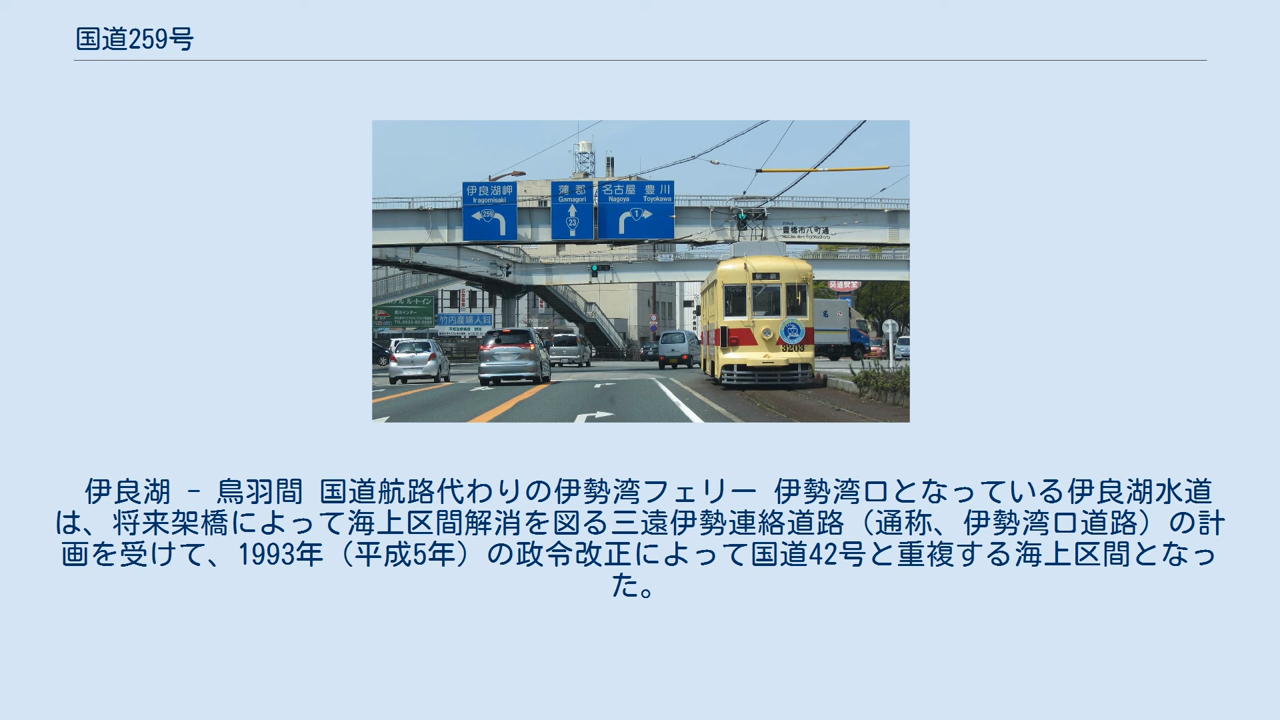 国道259号
伊良湖岬
Iragomisaki
259
蒲郡
Gamagori
23
名古屋 豊川
Nagoya Toyokawa
1
豊橋市八町通
竹内産婦人科
3203
伊良湖 － 鳥羽間 国道航路代わりの伊勢湾フェリー 伊勢湾口となっている伊良湖水道
は、将来架橋によって海上区間解消を図る三遠伊勢連絡道路（通称、伊勢湾口道路）の計
画を受けて、1993年（平成5年）の政令改正によって国道42号と重複する海上区間となっ
た。